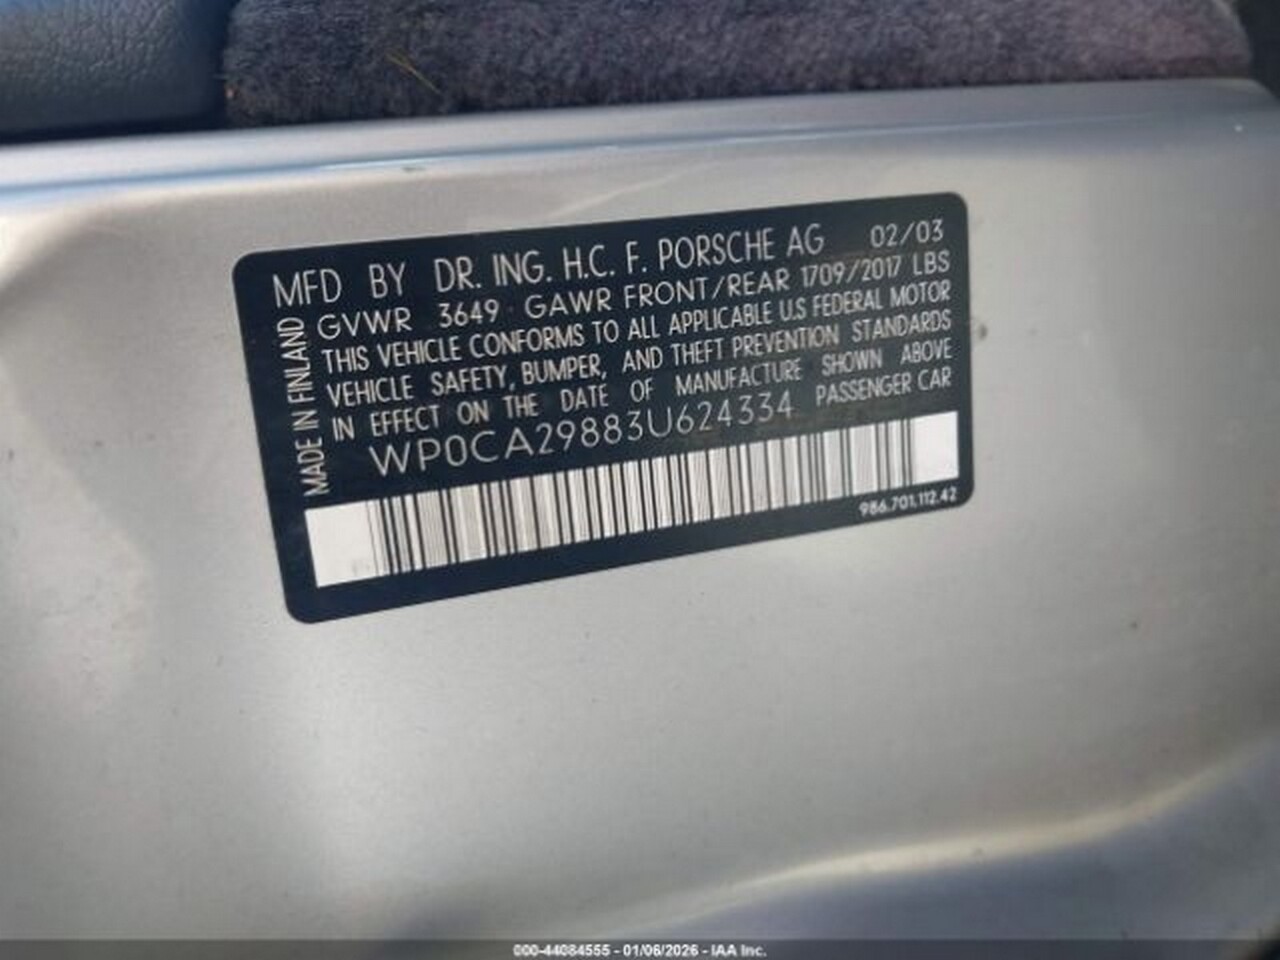 MFD BY DR. ING. H.C. F. PORSCHE AG 02/03
GVWR 3649 GAWR FRONT/REAR 1709/2017 LBS
THIS VEHICLE CONFORMS TO ALL APPLICABLE U.S FEDERAL MOTOR
VEHICLE SAFETY, BUMPER, AND THEFT PREVENTION STANDARDS
IN EFFECT ON THE DATE OF MANUFACTURE SHOWN ABOVE
WP0CA29883U624334 PASSENGER CAR
MADE IN FINLAND
986.701.112.42
000-44084555 - 01/06/2026 - IAA Inc.